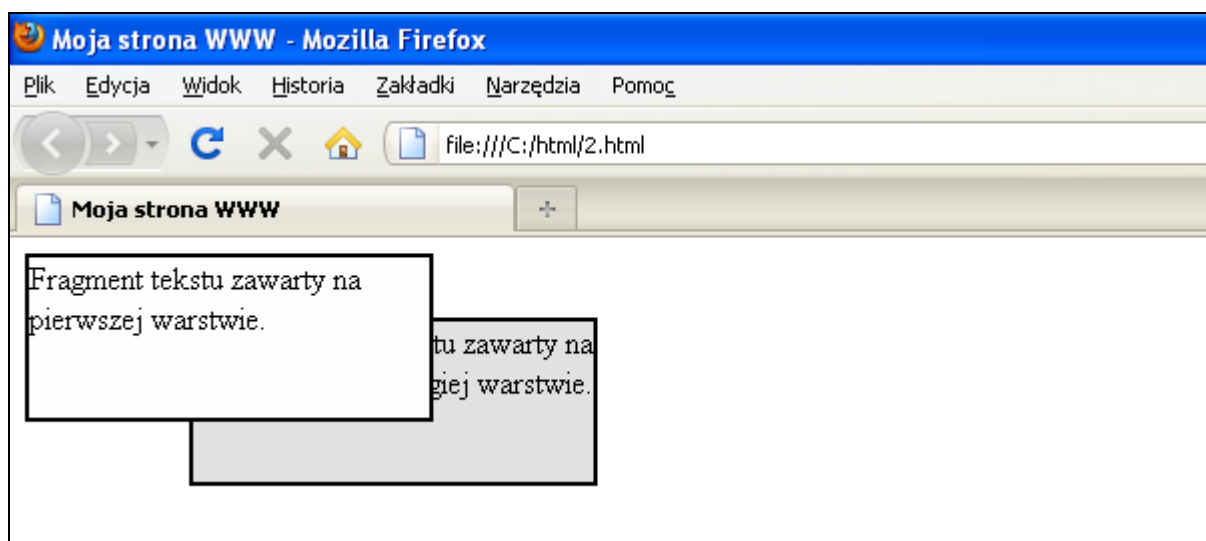 Moja strona WWW - Mozilla Firefox
Plik Edycja Widok Historia Zakładki Narzędzia Pomoc
file:///C:/html/2.html
Moja strona WWW
Fragment tekstu zawarty na
pierwszej warstwie.
tu zawarty na
giej warstwie.